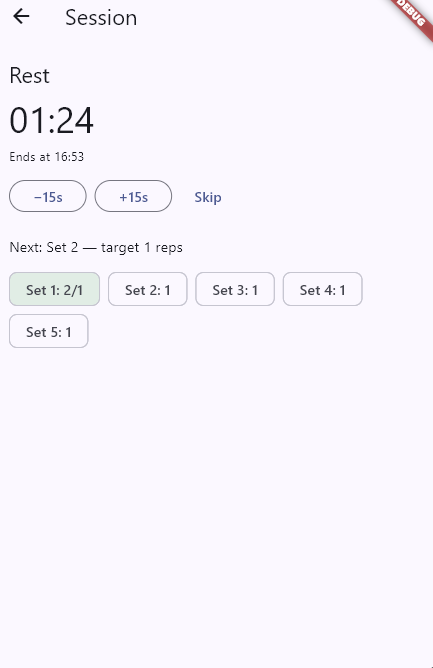 Session
DEBUG
Rest
01:24
Ends at 16:53
−15s +15s Skip
Next: Set 2 — target 1 reps
Set 1: 2/1 Set 2: 1 Set 3: 1 Set 4: 1
Set 5: 1